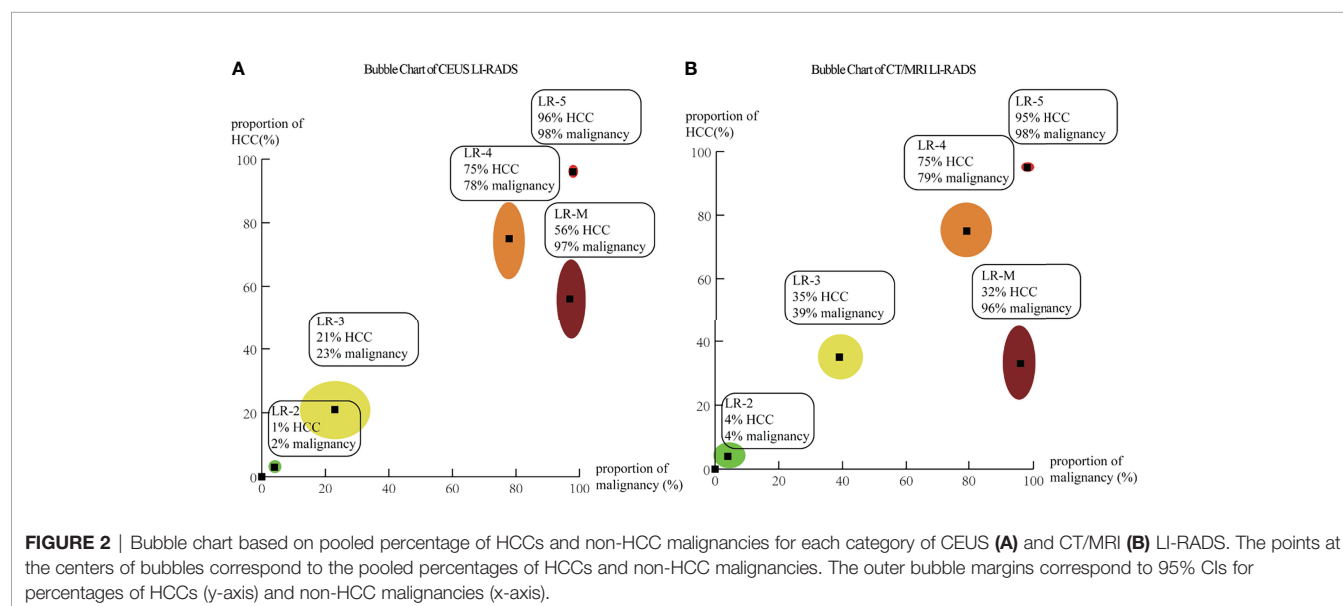 A
Bubble Chart of CEUS LI-RADS
proportion of
HCC(%)
LR-5
96% HCC
98% malignancy
LR-4
75% HCC
78% malignancy
LR-M
56% HCC
97% malignancy
LR-3
21% HCC
23% malignancy
LR-2
1% HCC
2% malignancy
100
80
60
40
20
0
0 20 40 60 80 100
proportion of
malignancy (%)
B
Bubble Chart of CT/MRI LI-RADS
proportion of
HCC(%)
LR-5
95% HCC
98% malignancy
LR-4
75% HCC
79% malignancy
LR-M
32% HCC
96% malignancy
LR-3
35% HCC
39% malignancy
LR-2
4% HCC
4% malignancy
100
80
60
40
20
0
0 20 40 60 80 100
proportion of
malignancy (%)
FIGURE 2 | Bubble chart based on pooled percentage of HCCs and non-HCC malignancies for each category of CEUS (A) and CT/MRI (B) LI-RADS. The points at
the centers of bubbles correspond to the pooled percentages of HCCs and non-HCC malignancies. The outer bubble margins correspond to 95% CIs for
percentages of HCCs (y-axis) and non-HCC malignancies (x-axis).